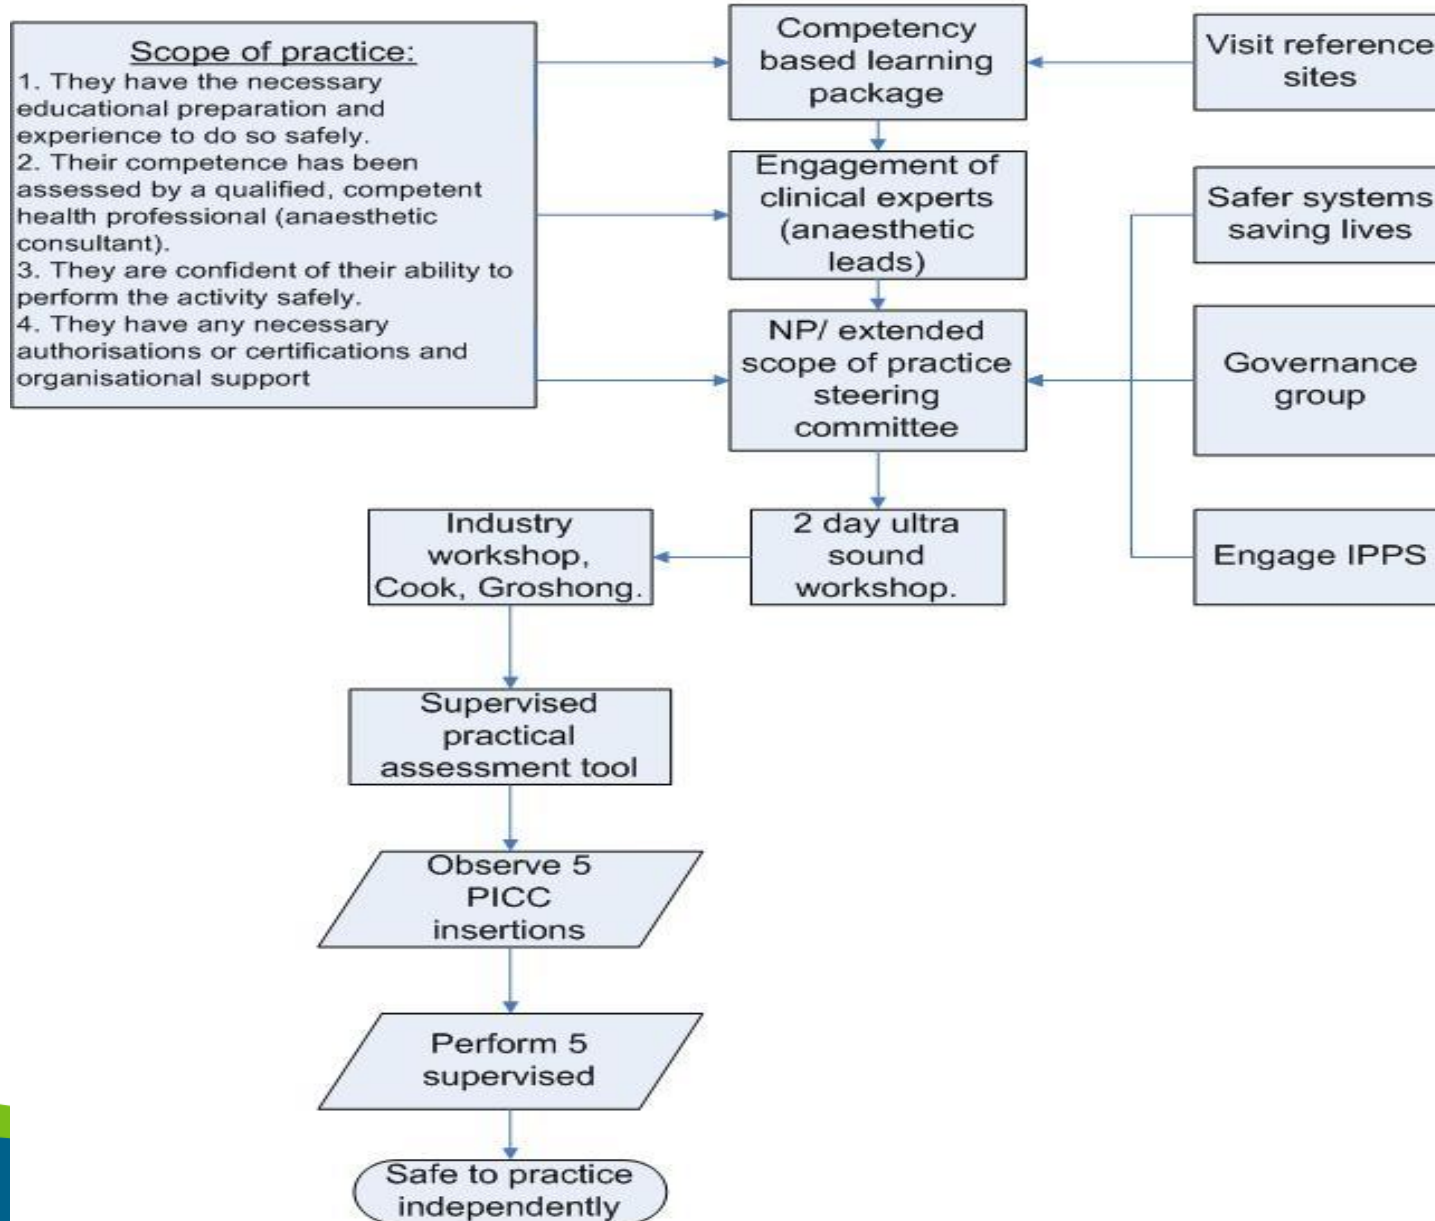 Scope of practice:
1. They have the necessary
educational preparation and
experience to do so safely.
2. Their competence has been
assessed by a qualified, competent
health professional (anaesthetic
consultant).
3. They are confident of their ability to
perform the activity safely.
4. They have any necessary
authorisations or certifications and
organisational support
Competency
based learning
package
Visit reference
sites
Engagement of
clinical experts
(anaesthetic
leads)
Safer systems
saving lives
NP/ extended
scope of practice
steering
committee
Governance
group
Industry
workshop,
Cook, Groshong.
2 day ultra
sound
workshop.
Engage IPPS
Supervised
practical
assessment tool
Observe 5
PICC
insertions
Perform 5
supervised
Safe to practice
independently